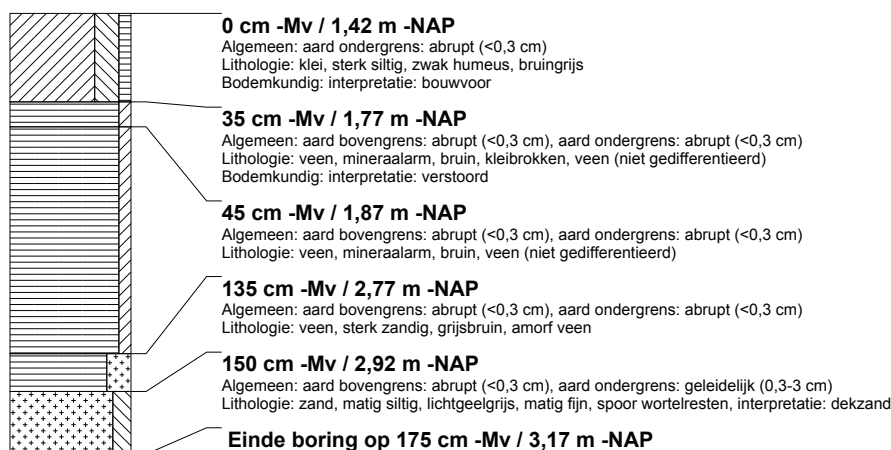 0 cm -Mv / 1,42 m -NAP
Algemeen: aard ondergrens: abrupt (<0,3 cm)
Lithologie: klei, sterk siltig, zwak humeus, bruingrijs
Bodemkundig: interpretatie: bouwvoor
35 cm -Mv / 1,77 m -NAP
Algemeen: aard bovengrens: abrupt (<0,3 cm), aard ondergrens: abrupt (<0,3 cm)
Lithologie: veen, mineraalarm, bruin, kleibrokken, veen (niet gedifferentieerd)
Bodemkundig: interpretatie: verstoord
45 cm -Mv / 1,87 m -NAP
Algemeen: aard bovengrens: abrupt (<0,3 cm), aard ondergrens: abrupt (<0,3 cm)
Lithologie: veen, mineraalarm, bruin, veen (niet gedifferentieerd)
135 cm -Mv / 2,77 m -NAP
Algemeen: aard bovengrens: abrupt (<0,3 cm), aard ondergrens: abrupt (<0,3 cm)
Lithologie: veen, sterk zandig, grijsbruin, amorf veen
150 cm -Mv / 2,92 m -NAP
Algemeen: aard bovengrens: abrupt (<0,3 cm), aard ondergrens: geleidelijk (0,3-3 cm)
Lithologie: zand, matig siltig, lichtgeelgrijs, matig fijn, spoor wortelresten, interpretatie: dekzand
Einde boring op 175 cm -Mv / 3,17 m -NAP